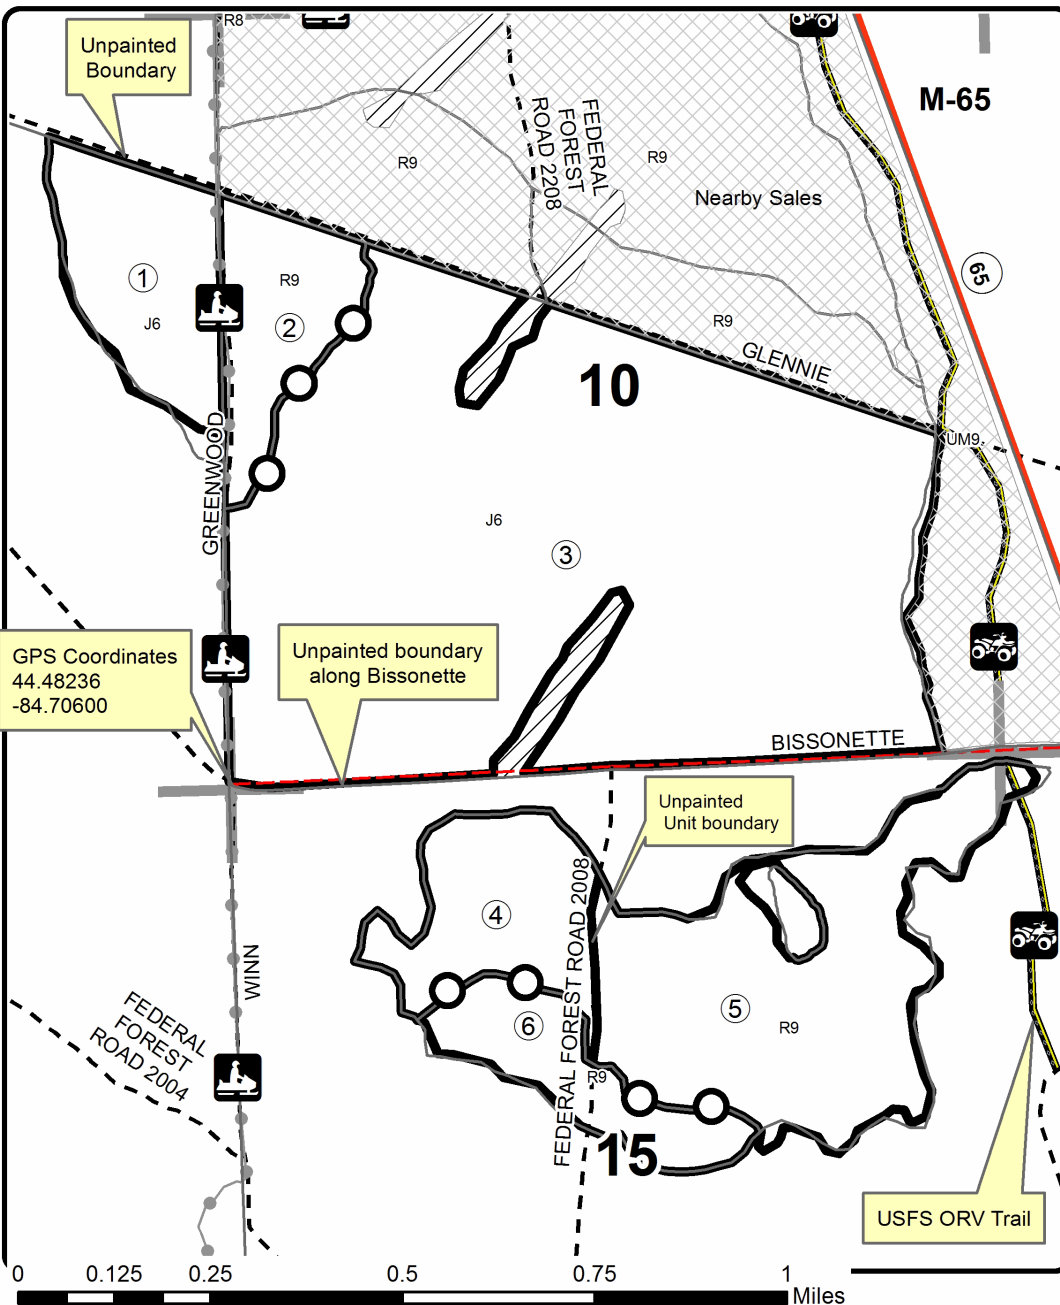 R8
Unpainted
Boundary
M-65
FEDERAL
FOREST
ROAD 2208
R9
R9
Nearby Sales
65
1
R9
J6
2
R9
GLENNIE
10
UM9
GREENWOOD
J6
3
GPS Coordinates
44.48236
-84.70600
Unpainted boundary
along Bissonette
BISSONETTE
Unpainted
Unit boundary
4
FEDERAL FOREST ROAD 2008
WINN
5
R9
6
FEDERAL
FOREST
ROAD 2004
R9
15
USFS ORV Trail
0 0.125 0.25 0.5 0.75 1
Miles